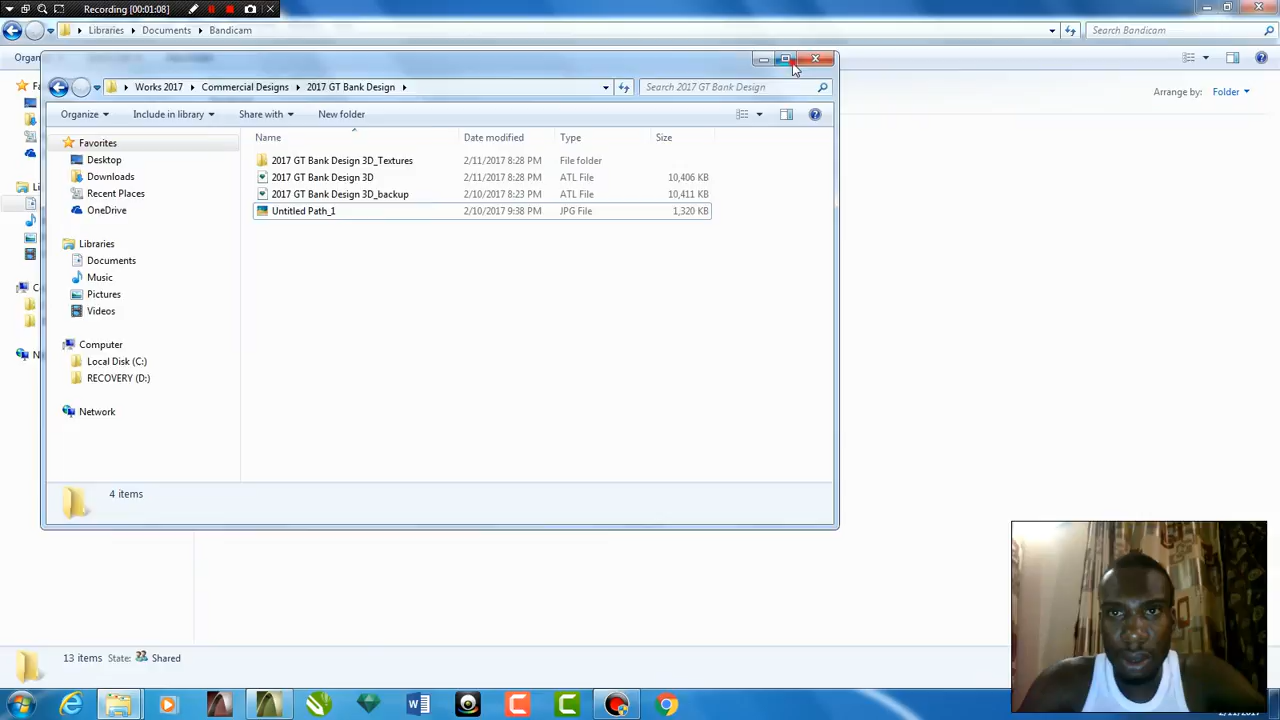 Recording [00:01:08]
Libraries Documents Bandicam
Search Bandicam
Organ
Arrange by: Folder
Fa
Li
C
N
13 items State: Shared
Works 2017 Commercial Designs 2017 GT Bank Design
Search 2017 GT Bank Design
Organize Include in library Share with New folder
Name Date modified Type Size
2017 GT Bank Design 3D_Textures 2/11/2017 8:28 PM File folder
2017 GT Bank Design 3D 2/11/2017 8:28 PM ATL File 10,406 KB
2017 GT Bank Design 3D_backup 2/10/2017 8:23 PM ATL File 10,411 KB
Untitled Path_1 2/10/2017 9:38 PM JPG File 1,320 KB
Favorites
Desktop
Downloads
Recent Places
OneDrive
Libraries
Documents
Music
Pictures
Videos
Computer
Local Disk (C:)
RECOVERY (D:)
Network
4 items